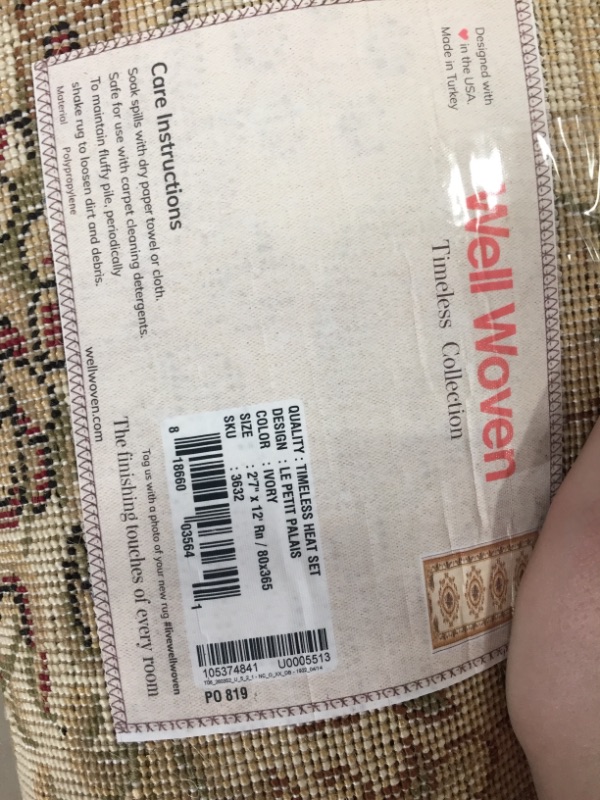 Designed with
♥ in the USA.
Made in Turkey
Well Woven
Timeless Collection
Care Instructions
Soak spills with dry paper towel or cloth.
Safe for use with carpet cleaning detergents.
To maintain fluffy pile, periodically
shake rug to loosen dirt and debris.
Material Polypropylene
QUALITY : TIMELESS HEAT SET
DESIGN : LE PETIT PALAIS
COLOR : IVORY
SIZE : 2'7" x 12' Rn / 80x365
SKU : 3632
8 18660 03564 1
105374841 U0005513
PO 819
Tag us with a photo of your new rug #livewellwoven
wellwoven.com
The finishing touches of every room